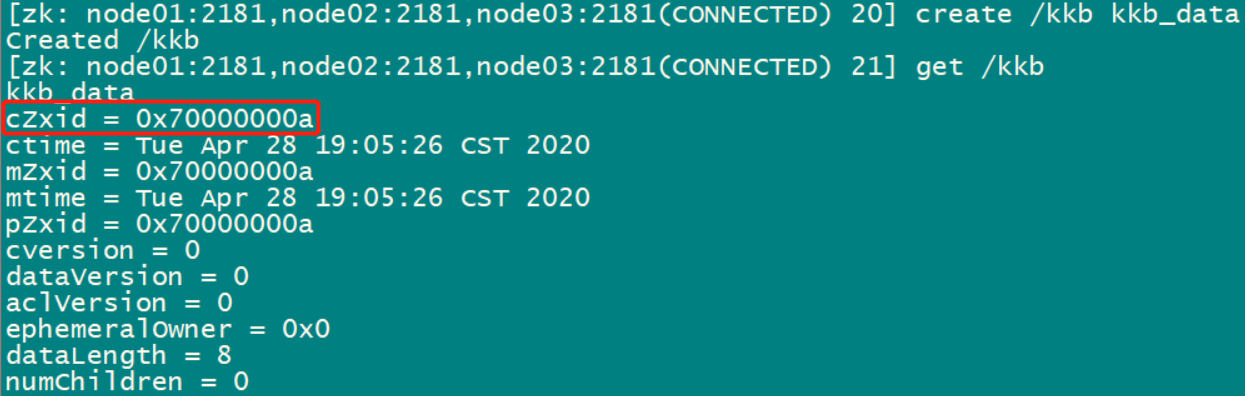 [zk: node01:2181,node02:2181,node03:2181(CONNECTED) 20] create /kkb kkb_data
Created /kkb
[zk: node01:2181,node02:2181,node03:2181(CONNECTED) 21] get /kkb
kkb_data
cZxid = 0x70000000a
ctime = Tue Apr 28 19:05:26 CST 2020
mZxid = 0x70000000a
mtime = Tue Apr 28 19:05:26 CST 2020
pZxid = 0x70000000a
cversion = 0
dataVersion = 0
aclVersion = 0
ephemeralOwner = 0x0
dataLength = 8
numChildren = 0